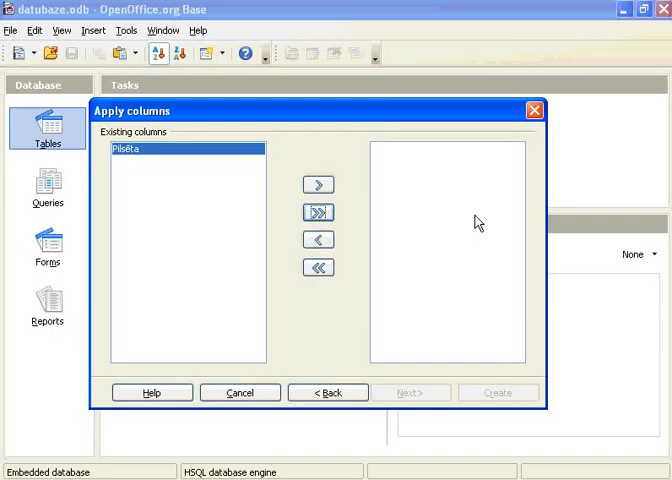 datubaze.odb - OpenOffice.org Base
File Edit View Insert Tools Window Help
Database
Tasks
Apply columns
Existing columns
Pilsēta
Tables
Queries
Forms
Reports
None
Help
Cancel
< Back
Next>
Create
Embedded database
HSQL database engine